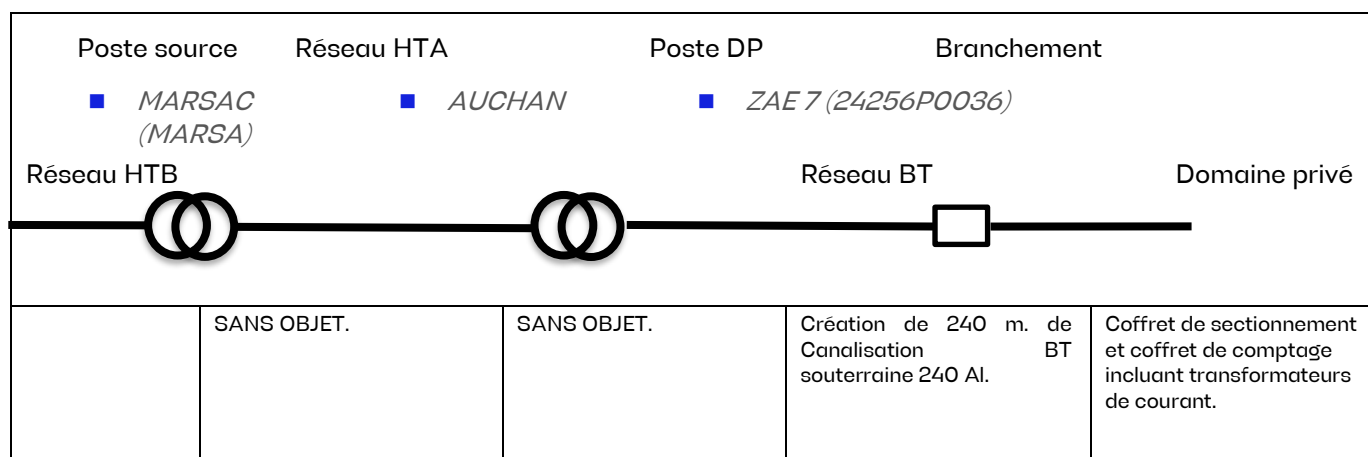 Poste source Réseau HTA Poste DP Branchement
MARSAC AUCHAN ZAE 7 (24256P0036)
(MARSA)
Réseau HTB Réseau BT Domaine privé
SANS OBJET.
SANS OBJET.
Création de 240 m. de
Canalisation BT
souterraine 240 Al.
Coffret de sectionnement
et coffret de comptage
incluant transformateurs
de courant.